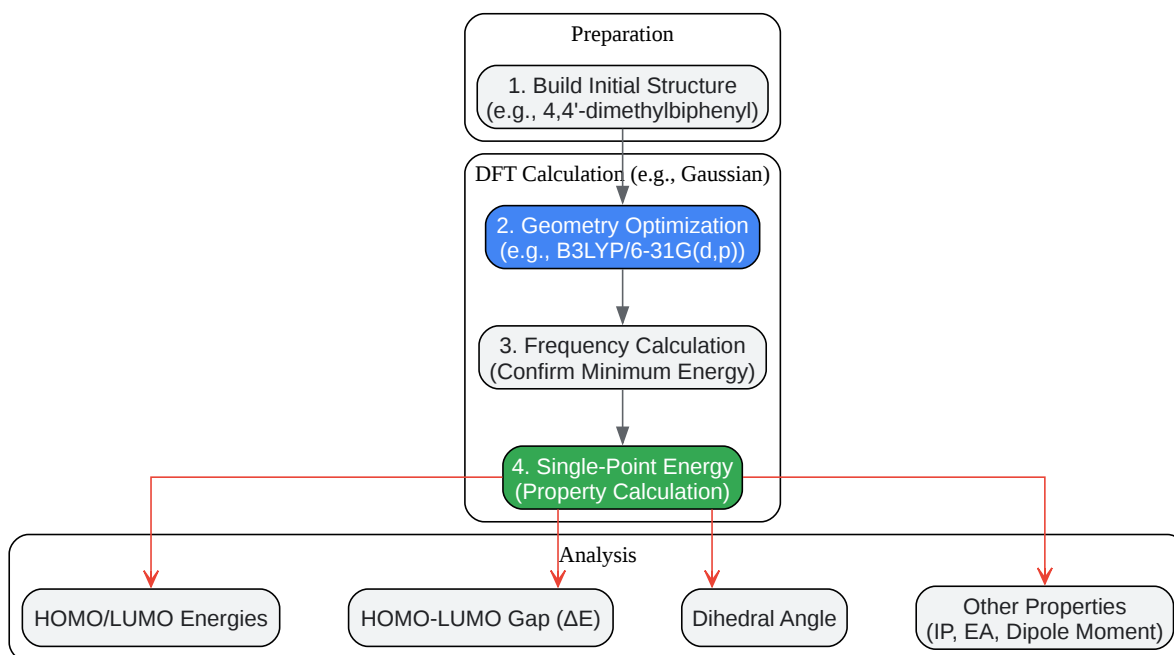 Preparation
1. Build Initial Structure
(e.g., 4,4'-dimethylbiphenyl)
DFT Calculation (e.g., Gaussian)
2. Geometry Optimization
(e.g., B3LYP/6-31G(d,p))
3. Frequency Calculation
(Confirm Minimum Energy)
4. Single-Point Energy
(Property Calculation)
Analysis
HOMO/LUMO Energies
HOMO-LUMO Gap (ΔE)
Dihedral Angle
Other Properties
(IP, EA, Dipole Moment)